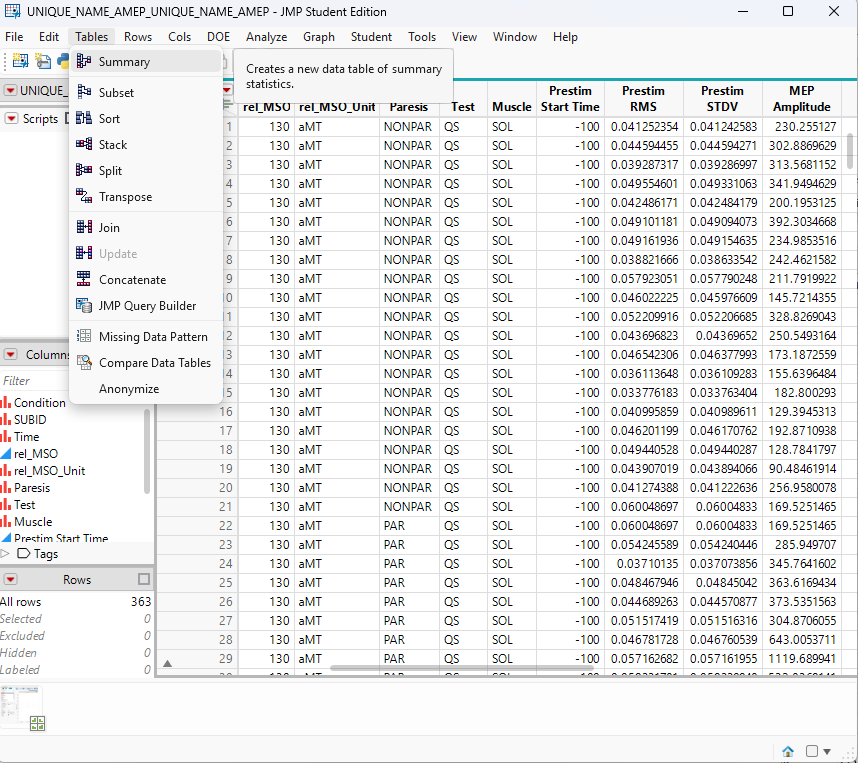 UNIQUE_NAME_AMEP_UNIQUE_NAME_AMEP - JMP Student Edition
File Edit Tables Rows Cols DOE Analyze Graph Student Tools View Window Help
Summary
Subset
Sort
Stack
Split
Transpose
Join
Update
Concatenate
JMP Query Builder
Missing Data Pattern
Compare Data Tables
Anonymize
Creates a new data table of summary
statistics.
UNIQUE_
Scripts
Columns
Filter
Condition
SUBID
Time
rel_MSO
rel_MSO_Unit
Paresis
Test
Muscle
Prestim Start Time
Tags
Rows
All rows 363
Selected 0
Excluded 0
Hidden 0
Labeled 0
rel_MSO rel_MSO_Unit Paresis Test Muscle Prestim Start Time Prestim RMS Prestim STDV MEP Amplitude
1 130 aMT NONPAR QS SOL -100 0.041252354 0.041242583 230.255127
2 130 aMT NONPAR QS SOL -100 0.044594455 0.044594271 302.8869629
3 130 aMT NONPAR QS SOL -100 0.039287317 0.039286997 313.5681152
4 130 aMT NONPAR QS SOL -100 0.049554601 0.049331063 341.9494629
5 130 aMT NONPAR QS SOL -100 0.042486171 0.042484179 200.1953125
6 130 aMT NONPAR QS SOL -100 0.049101181 0.049094073 392.3034668
7 130 aMT NONPAR QS SOL -100 0.049161936 0.049154635 234.9853516
8 130 aMT NONPAR QS SOL -100 0.038821666 0.038633542 242.4621582
9 130 aMT NONPAR QS SOL -100 0.057923051 0.057790248 211.7919922
10 130 aMT NONPAR QS SOL -100 0.046022225 0.045976609 145.7214355
11 130 aMT NONPAR QS SOL -100 0.052209916 0.052206685 328.8269043
12 130 aMT NONPAR QS SOL -100 0.043696823 0.04369652 250.5493164
13 130 aMT NONPAR QS SOL -100 0.046542306 0.046377993 173.1872559
14 130 aMT NONPAR QS SOL -100 0.036113648 0.036109283 155.6396484
15 130 aMT NONPAR QS SOL -100 0.033776183 0.033763404 182.800293
16 130 aMT NONPAR QS SOL -100 0.040995859 0.040989611 129.3945313
17 130 aMT NONPAR QS SOL -100 0.046201199 0.046170762 192.8710938
18 130 aMT NONPAR QS SOL -100 0.049440528 0.049440287 128.7841797
19 130 aMT NONPAR QS SOL -100 0.043907019 0.043894066 90.48461914
20 130 aMT NONPAR QS SOL -100 0.041274388 0.041222636 256.9580078
21 130 aMT NONPAR QS SOL -100 0.060048697 0.06004833 169.5251465
22 130 aMT PAR QS SOL -100 0.060048697 0.06004833 169.5251465
23 130 aMT PAR QS SOL -100 0.054245589 0.054240446 285.949707
24 130 aMT PAR QS SOL -100 0.03710135 0.037073856 345.7641602
25 130 aMT PAR QS SOL -100 0.048467946 0.04845042 363.6169434
26 130 aMT PAR QS SOL -100 0.044689263 0.044570877 373.5351563
27 130 aMT PAR QS SOL -100 0.051517419 0.051516316 304.8706055
28 130 aMT PAR QS SOL -100 0.046781728 0.046760539 643.0053711
29 130 aMT PAR QS SOL -100 0.057162682 0.057161955 1119.689941